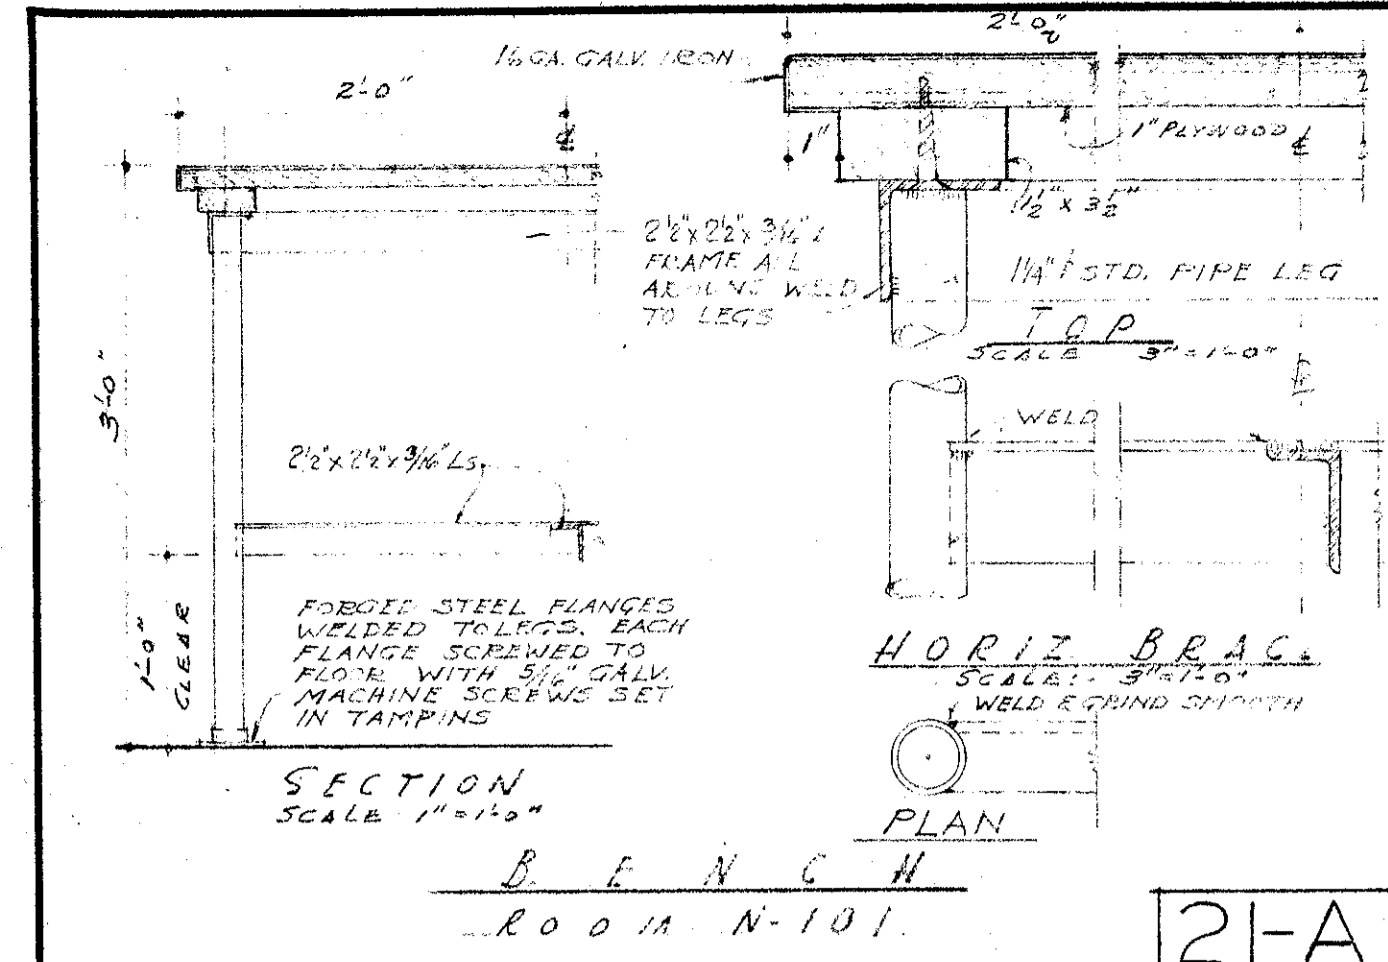 2'-0"
16 GA. GALV. IRON
2'-0"
1"
1" PLYWOOD
1½" x 3½"
2½"x2½"x3/16" L
FRAME ALL
AROUND WELD
TO LEGS
1¼" STD. PIPE LEG
TOP
SCALE 3"=1'-0"
3'-0"
2½"x2½"x3/16" Ls
WELD
1'-0"
CLEAR
FORGED STEEL FLANGES
WELDED TO LEGS. EACH
FLANGE SCREWED TO
FLOOR WITH 5/16" GALV.
MACHINE SCREWS SET
IN TAMPINS
HORIZ. BRAC.
SCALE:- 3"=1'-0"
WELD & GRIND SMOOTH
SECTION
SCALE 1"=1'-0"
PLAN
BENCH
ROOM N-101.
21-A